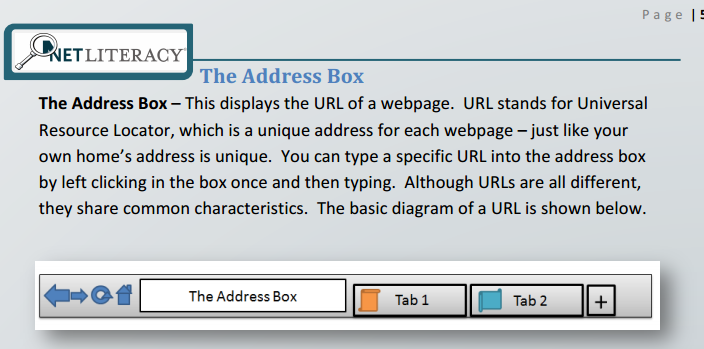 Page | 5
NETLITERACY
The Address Box
The Address Box – This displays the URL of a webpage.  URL stands for Universal
Resource Locator, which is a unique address for each webpage – just like your
own home's address is unique.  You can type a specific URL into the address box
by left clicking in the box once and then typing.  Although URLs are all different,
they share common characteristics.  The basic diagram of a URL is shown below.
The Address Box Tab 1 Tab 2 +